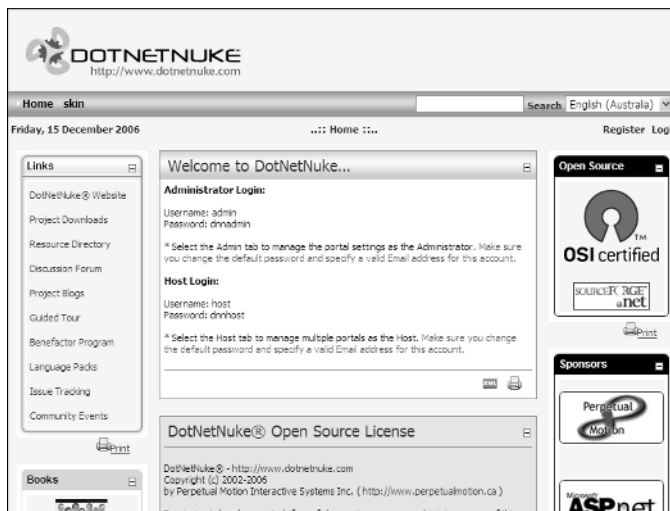 DOTNETNUKE
http://www.dotnetnuke.com
Home skin
Search English (Australia)
Friday, 15 December 2006
..:: Home ::..
Register Log
Links
DotNetNuke® Website
Project Downloads
Resource Directory
Discussion Forum
Project Blogs
Guided Tour
Benefactor Program
Language Packs
Issue Tracking
Community Events
Print
Books
Welcome to DotNetNuke...
Administrator Login:
Username: admin
Password: dnnadmin
* Select the Admin tab to manage the portal settings as the Administrator. Make sure
you change the default password and specify a valid Email address for this account.
Host Login:
Username: host
Password: dnnhost
* Select the Host tab to manage multiple portals as the Host. Make sure you change
the default password and specify a valid Email address for this account.
XML
DotNetNuke® Open Source License
DotNetNuke® - http://www.dotnetnuke.com
Copyright (c) 2002-2006
by Perpetual Motion Interactive Systems Inc. ( http://www.perpetualmotion.ca )
Open Source
TM
OSI certified
SOURCEFORGE
.net
Print
Sponsors
Perpetual
Motion
Microsoft
ASP.net